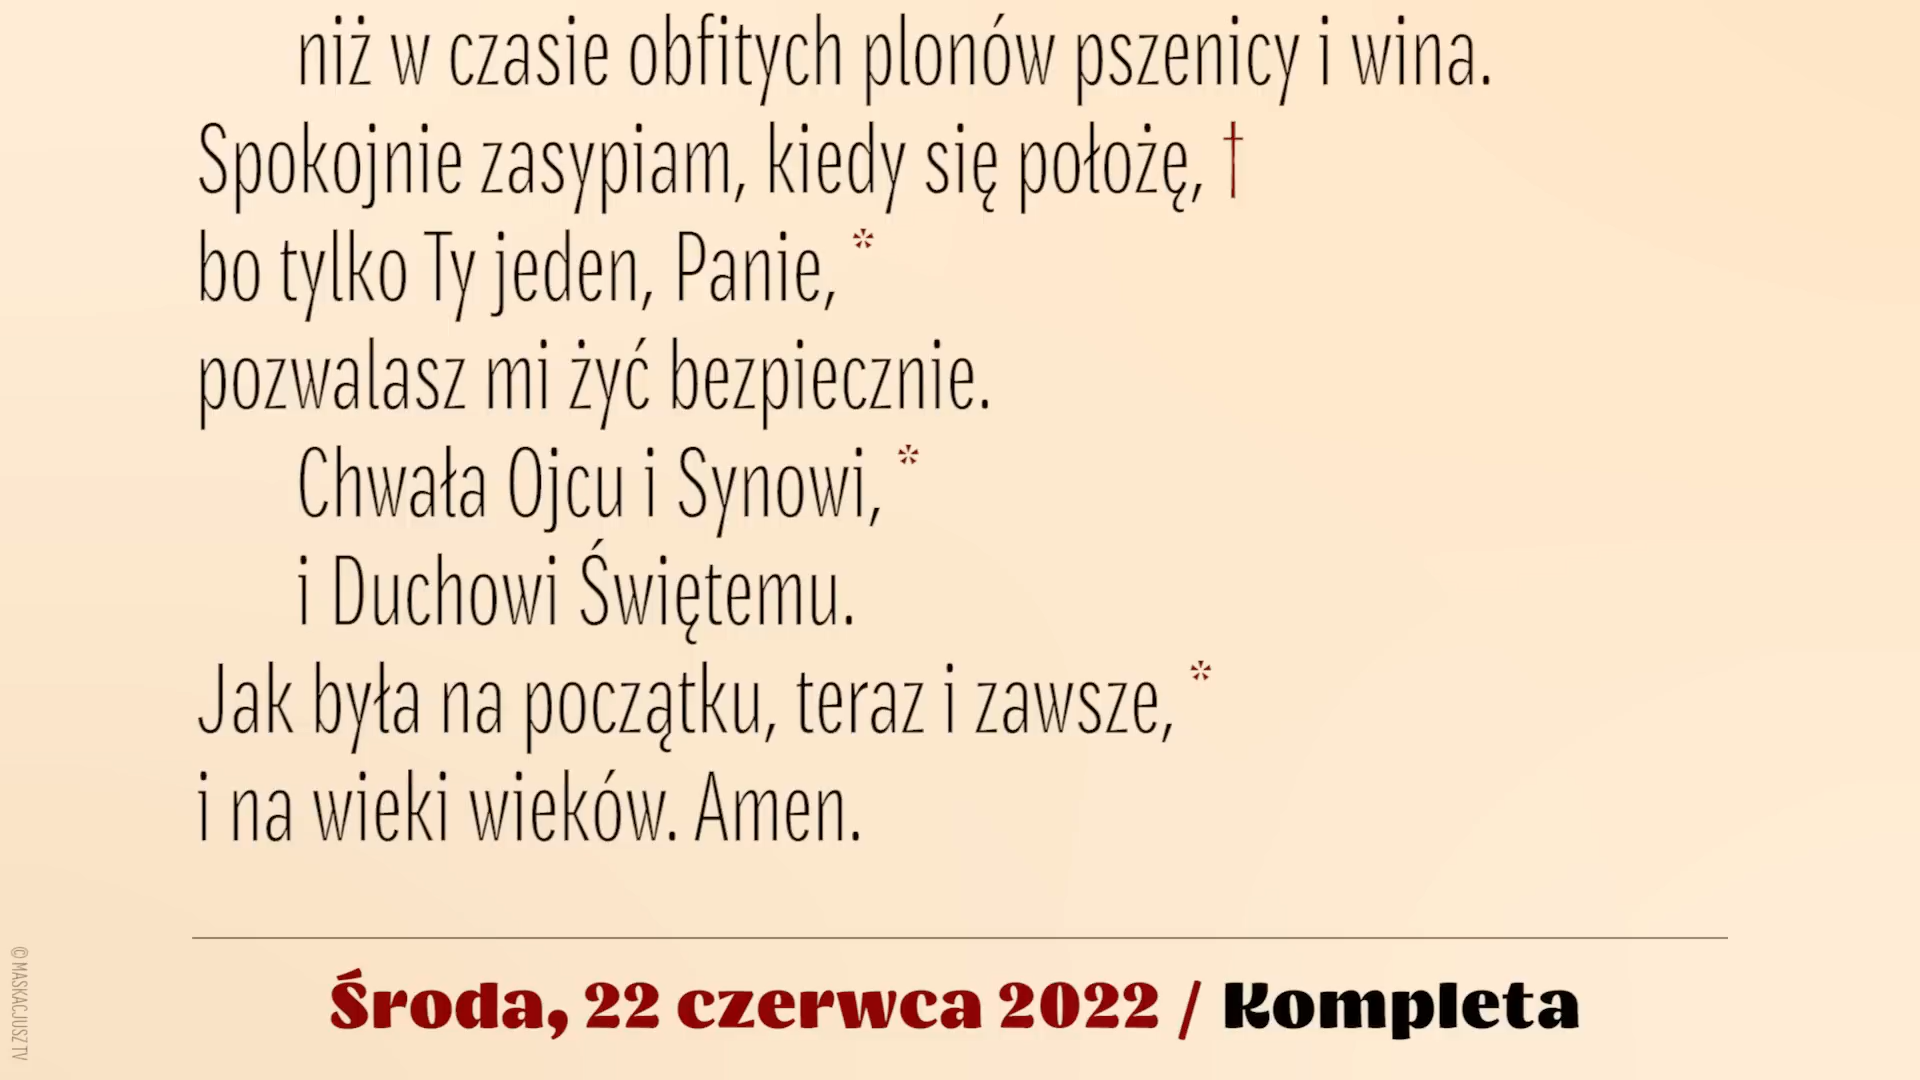 niż w czasie obfitych plonów pszenicy i wina.
Spokojnie zasypiam, kiedy się położę, †
bo tylko Ty jeden, Panie, *
pozwalasz mi żyć bezpiecznie.
Chwała Ojcu i Synowi, *
i Duchowi Świętemu.
Jak była na początku, teraz i zawsze, *
i na wieki wieków. Amen.
Środa, 22 czerwca 2022 / Kompleta
© MASKACJUSZ TV